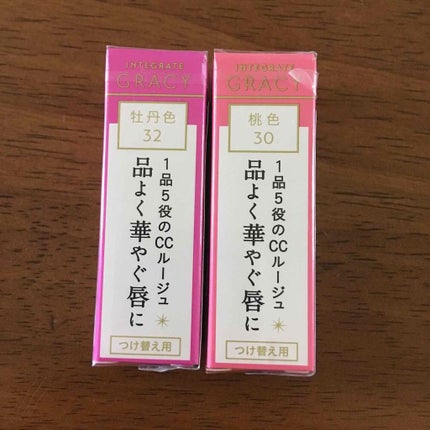 INTEGRATE
GRACY
牡丹色
32
1品5役のCCルージュ
品よく華やぐ唇に
つけ替え用
INTEGRATE
GRACY
桃色
30
1品5役のCCルージュ
品よく華やぐ唇に
つけ替え用